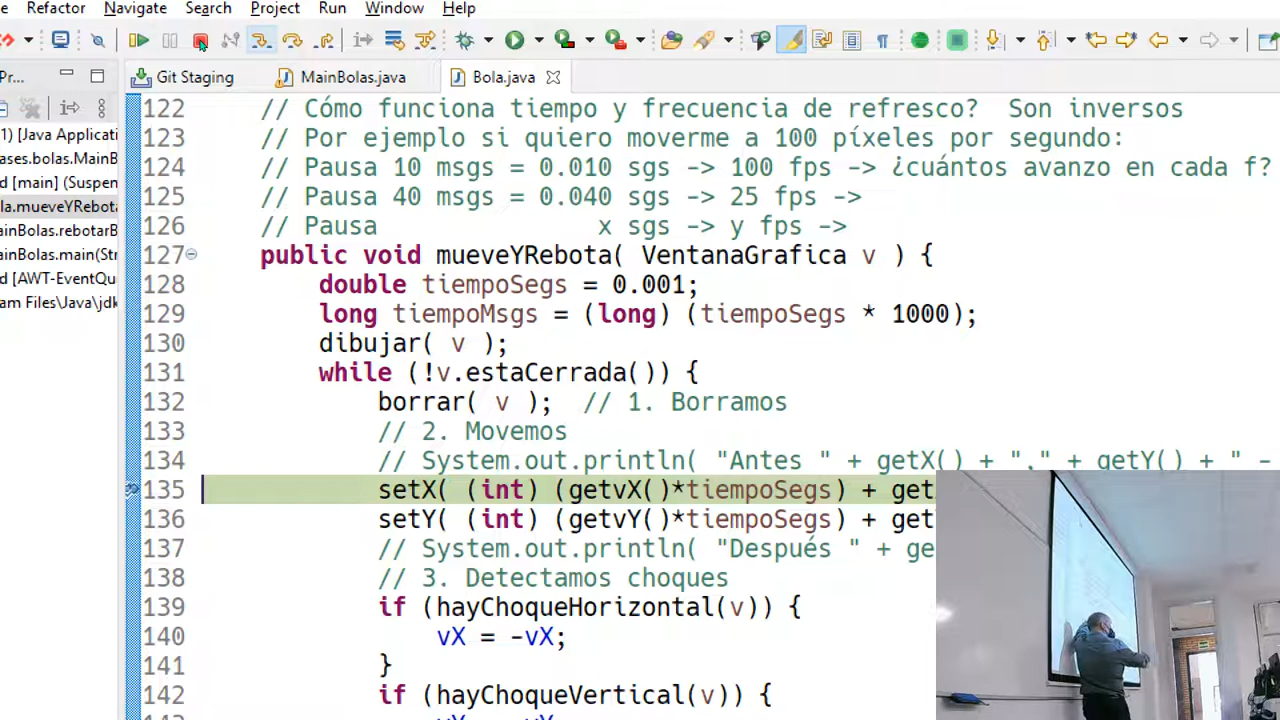 Refactor Navigate Search Project Run Window Help
Pr... Git Staging MainBolas.java Bola.java
1) [Java Applicati
ases.bolas.MainB
d [main] (Suspen
la.mueveYRebota
ainBolas.rebotarB
ainBolas.main(Str
d [AWT-EventQu
am Files\Java\jdk
122 // Cómo funciona tiempo y frecuencia de refresco? Son inversos
123 // Por ejemplo si quiero moverme a 100 píxeles por segundo:
124 // Pausa 10 msgs = 0.010 sgs -> 100 fps -> ¿cuántos avanzo en cada f?
125 // Pausa 40 msgs = 0.040 sgs -> 25 fps ->
126 // Pausa x sgs -> y fps ->
127 public void mueveYRebota( VentanaGrafica v ) {
128 double tiempoSegs = 0.001;
129 long tiempoMsgs = (long) (tiempoSegs * 1000);
130 dibujar( v );
131 while (!v.estaCerrada()) {
132 borrar( v ); // 1. Borramos
133 // 2. Movemos
134 // System.out.println( "Antes " + getX() + "," + getY() + " -
135 setX( (int) (getvX()*tiempoSegs) + get
136 setY( (int) (getvY()*tiempoSegs) + get
137 // System.out.println( "Después " + ge
138 // 3. Detectamos choques
139 if (hayChoqueHorizontal(v)) {
140 vX = -vX;
141 }
142 if (hayChoqueVertical(v)) {